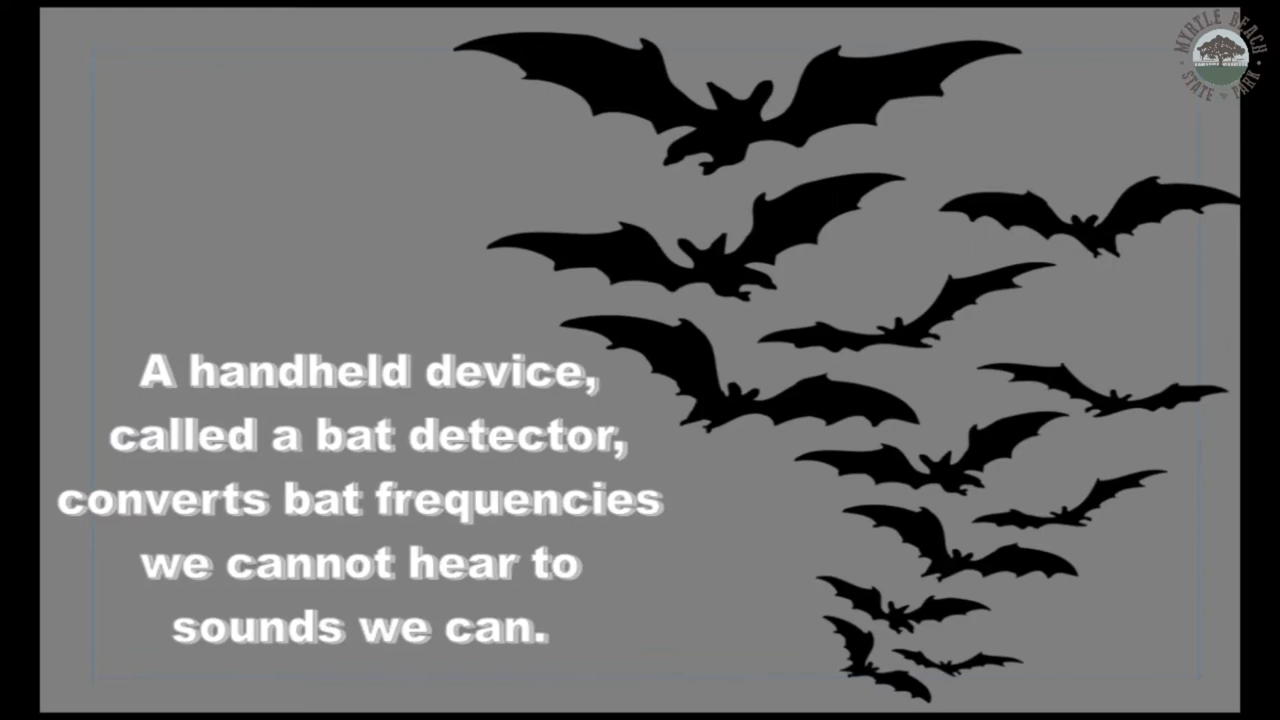 MYRTLE BEACH
STATE PARK
A handheld device,
called a bat detector,
converts bat frequencies
we cannot hear to
sounds we can.